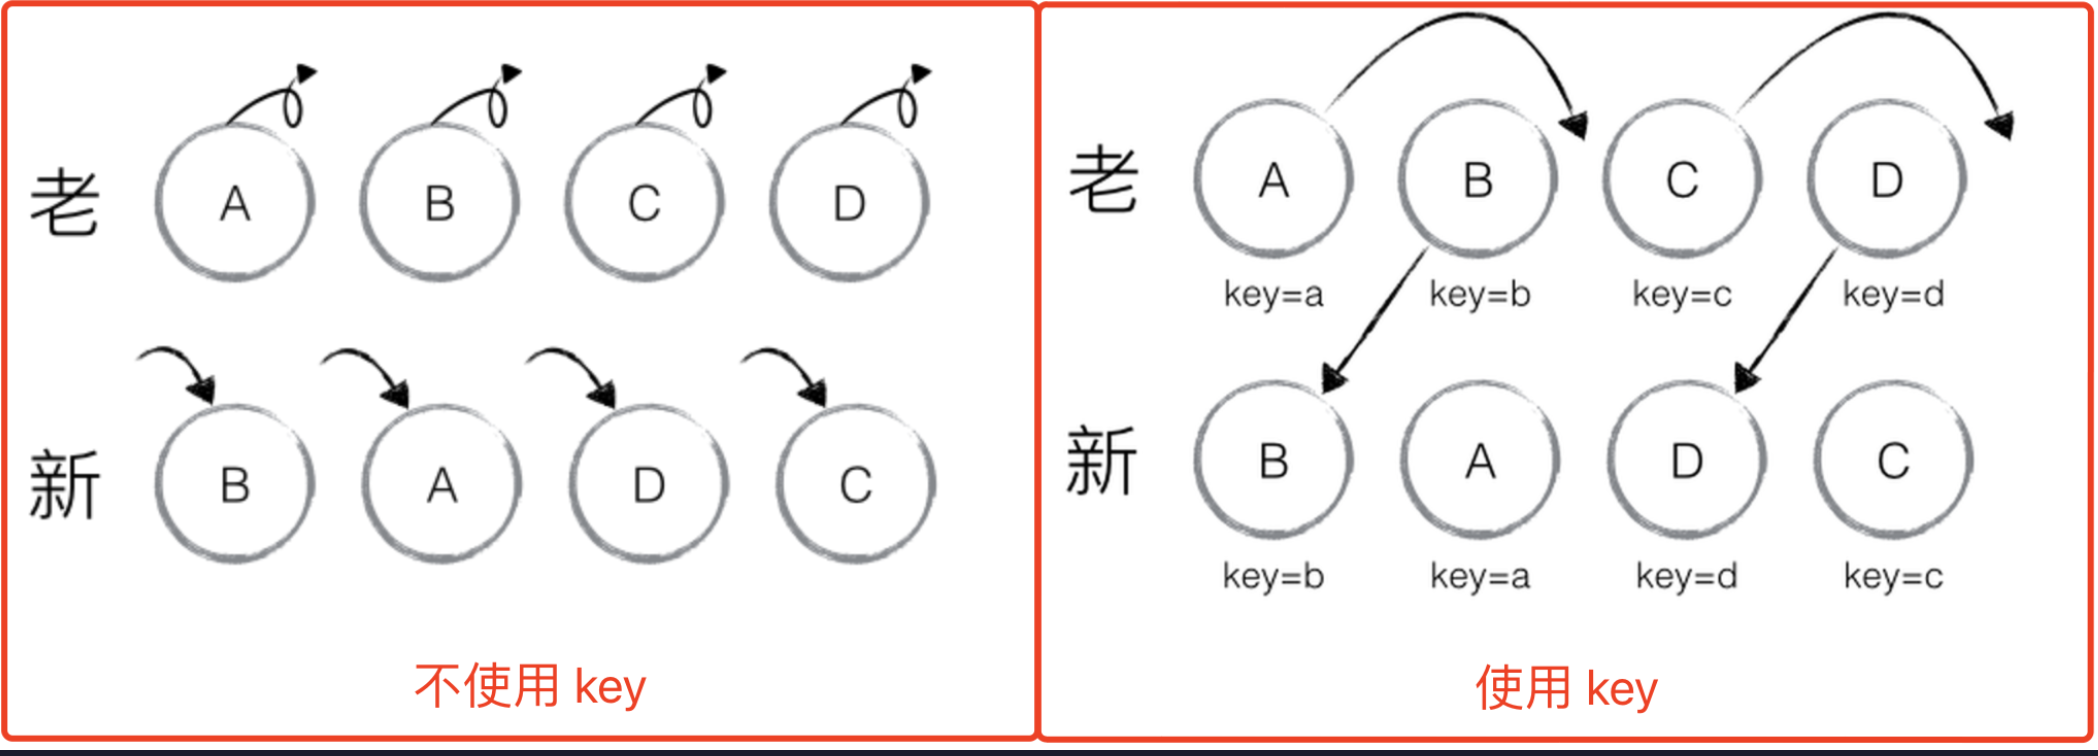 老 A B C D
新 B A D C
不使用 key
老 A B C D
key=a key=b key=c key=d
新 B A D C
key=b key=a key=d key=c
使用 key